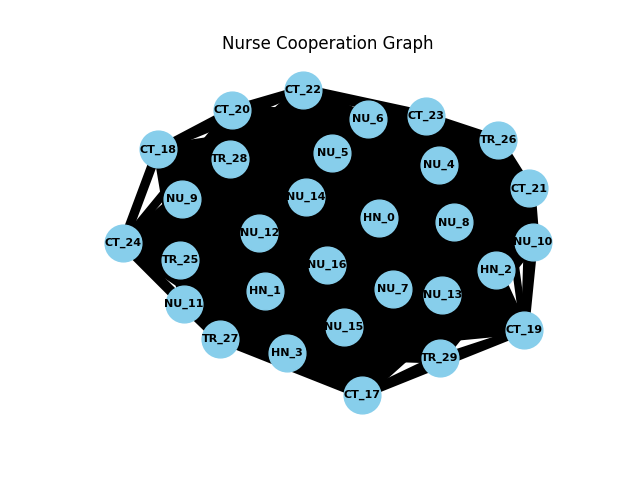 Nurse Cooperation Graph
CT_22
CT_20
CT_23
NU_6
TR_26
CT_18
NU_5
TR_28
NU_4
CT_21
NU_9
NU_14
HN_0
NU_8
NU_12
CT_24
NU_10
TR_25
NU_16
HN_2
HN_1
NU_7
NU_13
NU_11
NU_15
CT_19
TR_27
HN_3
TR_29
CT_17